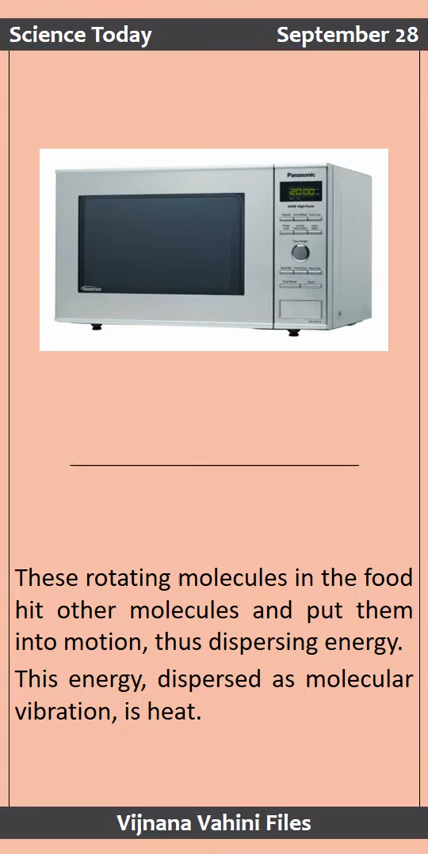 Science Today September 28
Panasonic
20:00
INVERTER
These rotating molecules in the food
hit other molecules and put them
into motion, thus dispersing energy.
This energy, dispersed as molecular
vibration, is heat.
Vijnana Vahini Files